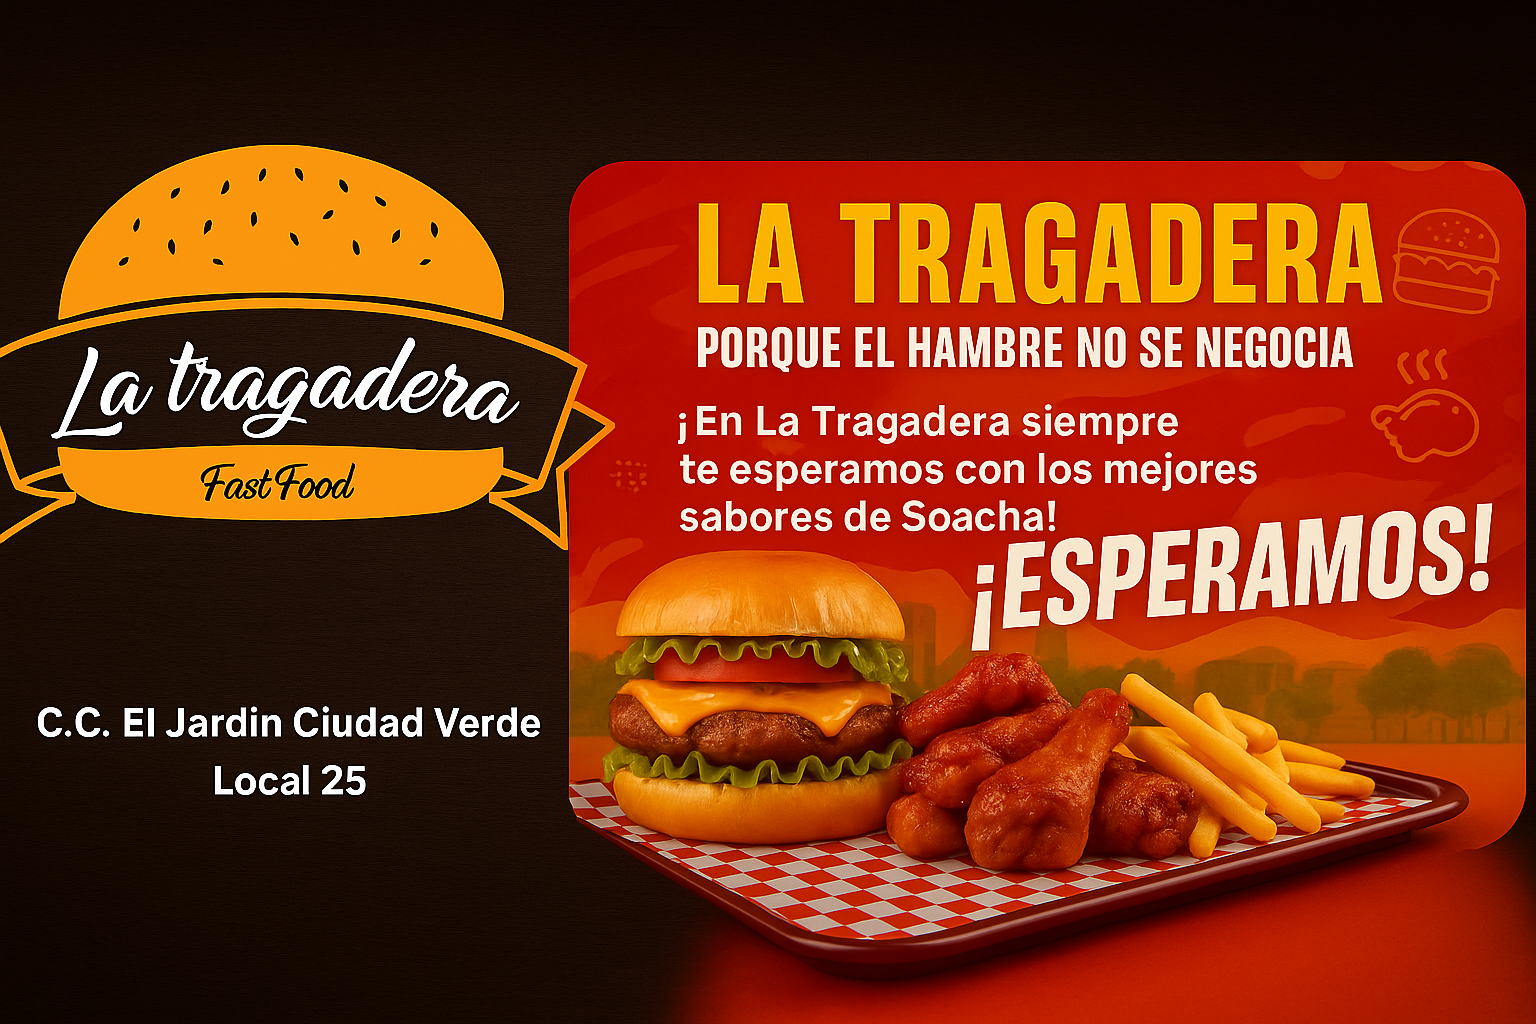 La tragadera
Fast Food
C.C. El Jardin Ciudad Verde
Local 25
LA TRAGADERA
PORQUE EL HAMBRE NO SE NEGOCIA
¡En La Tragadera siempre
te esperamos con los mejores
sabores de Soacha!
¡ESPERAMOS!